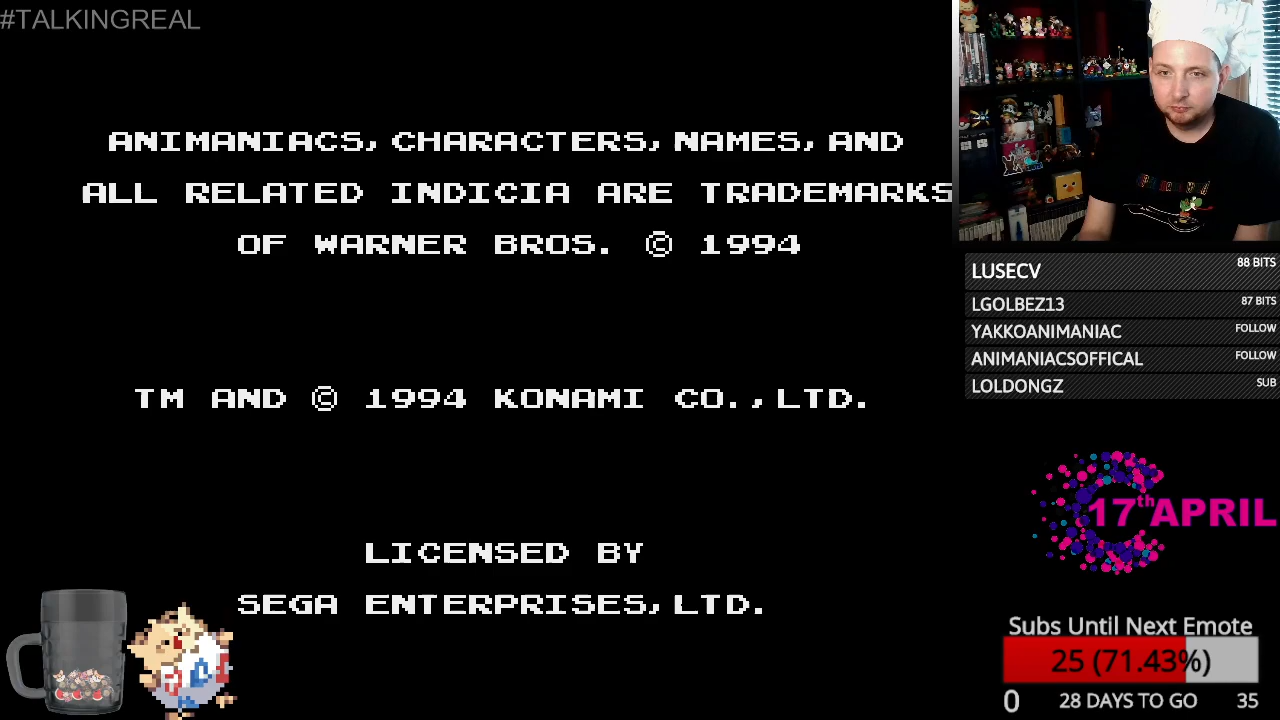 #TALKINGREAL
ANIMANIACS, CHARACTERS, NAMES, AND
ALL RELATED INDICIA ARE TRADEMARKS
OF WARNER BROS. © 1994
TM AND © 1994 KONAMI CO., LTD.
LICENSED BY
SEGA ENTERPRISES, LTD.
LUSECV 88 BITS
LGOLBEZ13 87 BITS
YAKKOANIMANIAC FOLLOW
ANIMANIACSOFFICAL FOLLOW
LOLDONGZ SUB
17th APRIL
Subs Until Next Emote
25 (71.43%)
0 28 DAYS TO GO 35